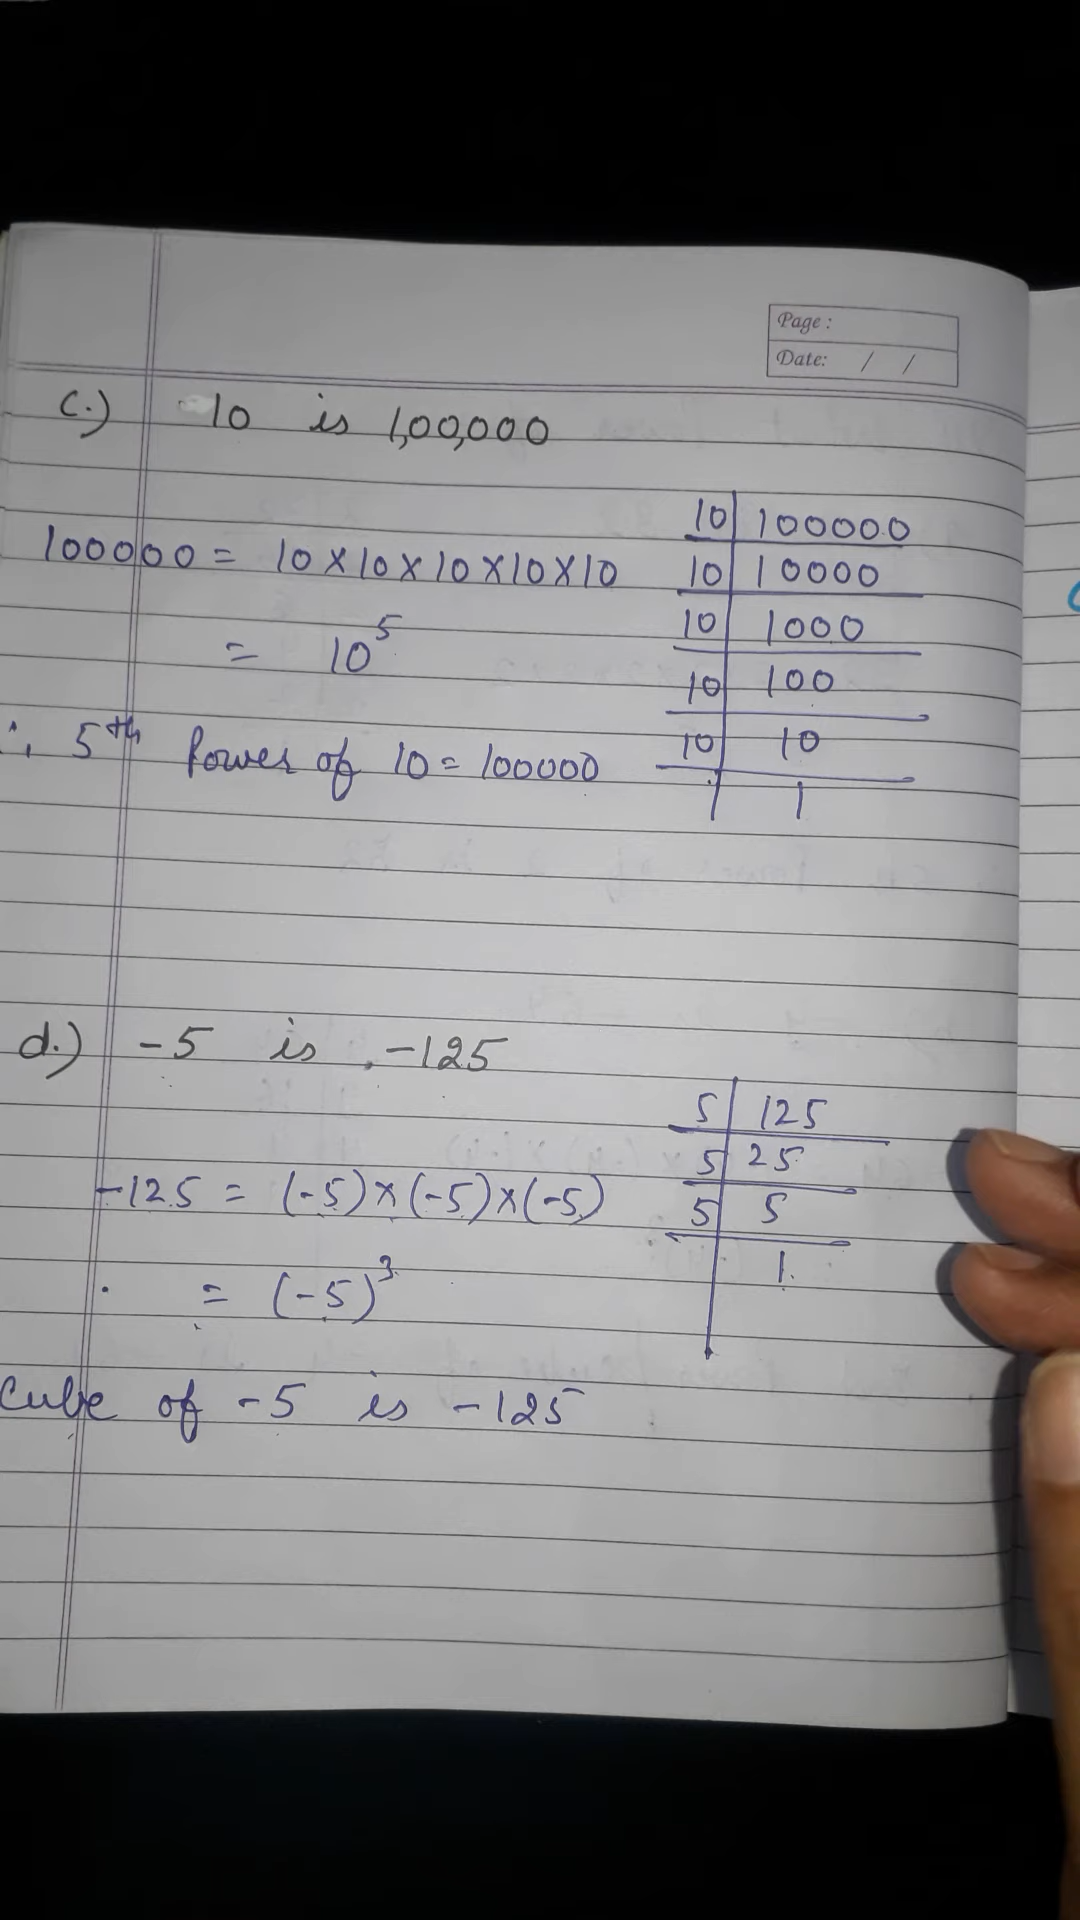 Page :
Date: / /
c.) 10 is 1,00,000
100000 = 10 × 10 × 10 × 10 × 10
= 10⁵
∴ 5th Power of 10 = 100000
10 | 100000
10 | 10000
10 | 1000
10 | 100
10 | 10
| 1
d.) -5 is -125
-125 = (-5) × (-5) × (-5)
= (-5)³
Cube of -5 is -125
5 | 125
5 | 25
5 | 5
| 1